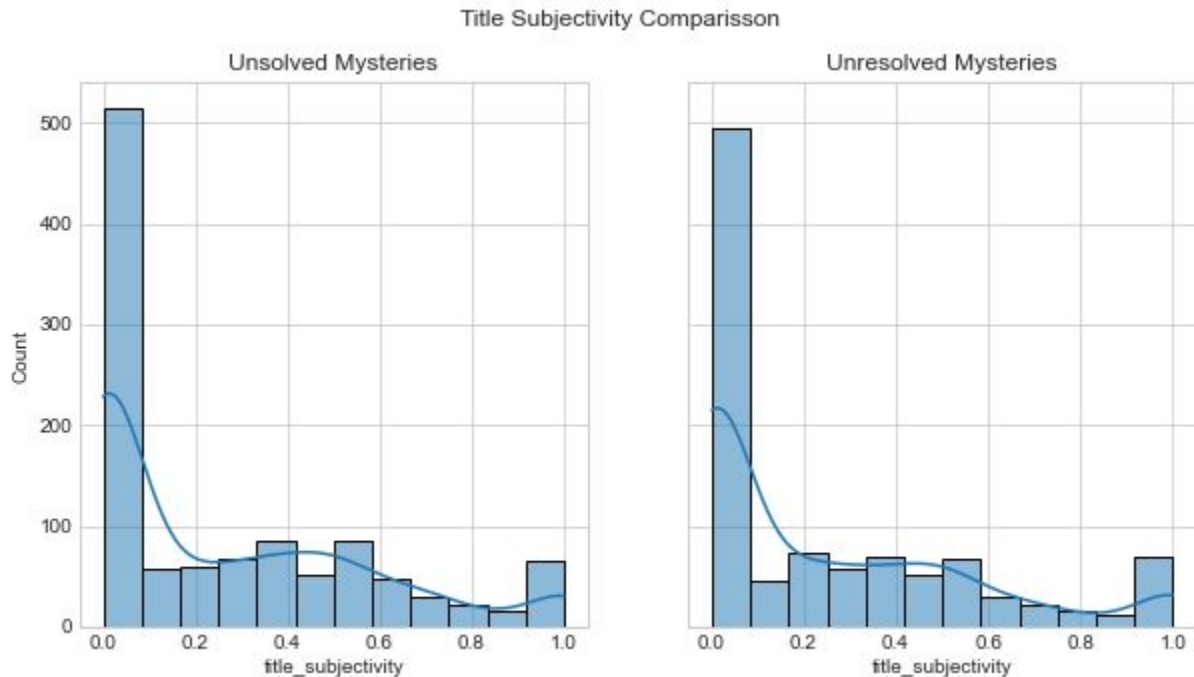 Title Subjectivity Comparisson
Unsolved Mysteries
Unresolved Mysteries
500
400
300
200
100
0
Count
0.0 0.2 0.4 0.6 0.8 1.0
title_subjectivity
0.0 0.2 0.4 0.6 0.8 1.0
title_subjectivity